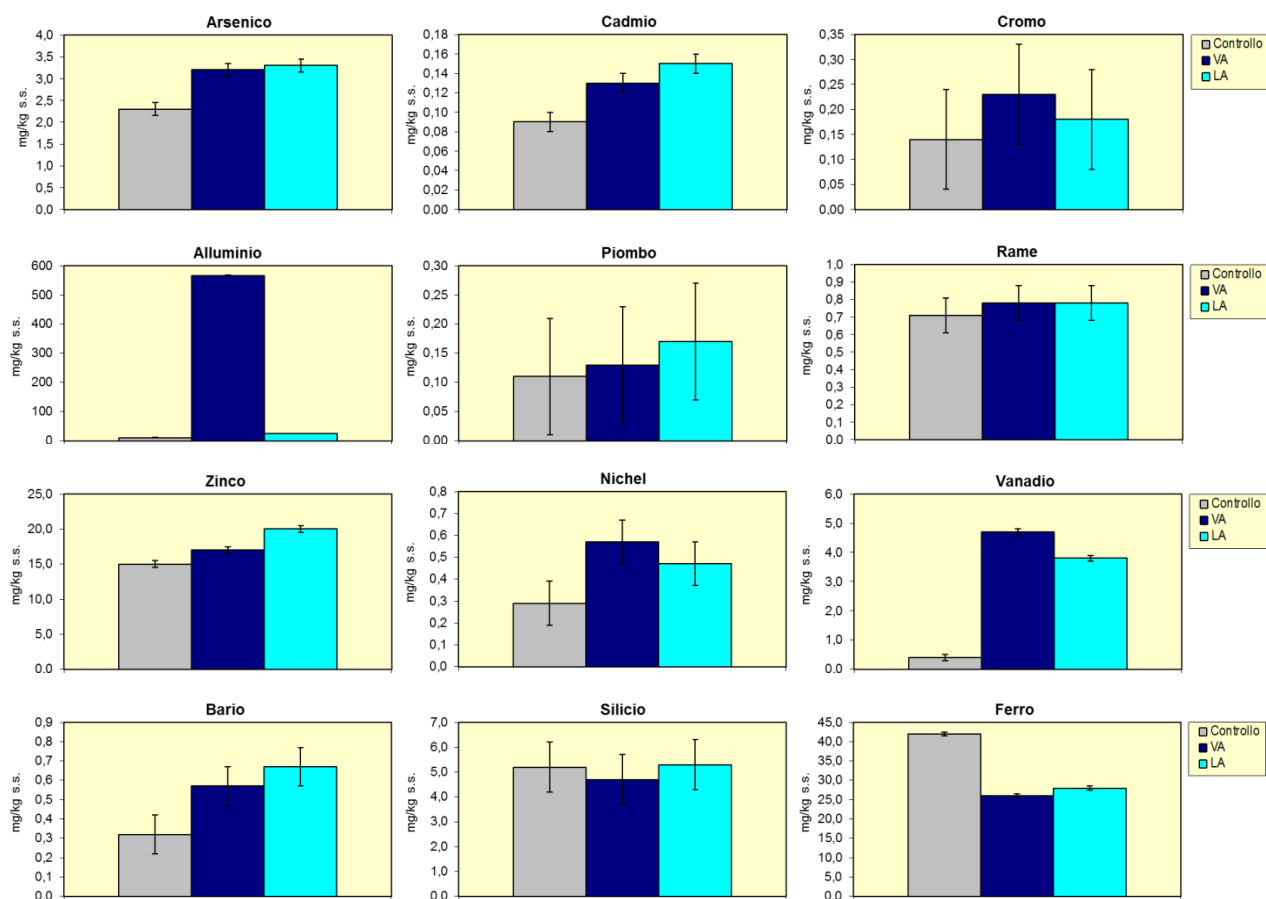 Arsenico
mg/kg s.s.
4,0
3,5
3,0
2,5
2,0
1,5
1,0
0,5
0,0
Cadmio
mg/kg s.s.
0,18
0,16
0,14
0,12
0,10
0,08
0,06
0,04
0,02
0,00
Cromo
mg/kg s.s.
0,35
0,30
0,25
0,20
0,15
0,10
0,05
0,00
Controllo
VA
LA
Alluminio
mg/kg s.s.
600
500
400
300
200
100
0
Piombo
mg/kg s.s.
0,30
0,25
0,20
0,15
0,10
0,05
0,00
Rame
mg/kg s.s.
1,0
0,9
0,8
0,7
0,6
0,5
0,4
0,3
0,2
0,1
0,0
Controllo
VA
LA
Zinco
mg/kg s.s.
25,0
20,0
15,0
10,0
5,0
0,0
Nichel
mg/kg s.s.
0,8
0,7
0,6
0,5
0,4
0,3
0,2
0,1
0,0
Vanadio
mg/kg s.s.
6,0
5,0
4,0
3,0
2,0
1,0
0,0
Controllo
VA
LA
Bario
mg/kg s.s.
0,9
0,8
0,7
0,6
0,5
0,4
0,3
0,2
0,1
0,0
Silicio
mg/kg s.s.
7,0
6,0
5,0
4,0
3,0
2,0
1,0
0,0
Ferro
mg/kg s.s.
45,0
40,0
35,0
30,0
25,0
20,0
15,0
10,0
5,0
0,0
Controllo
VA
LA